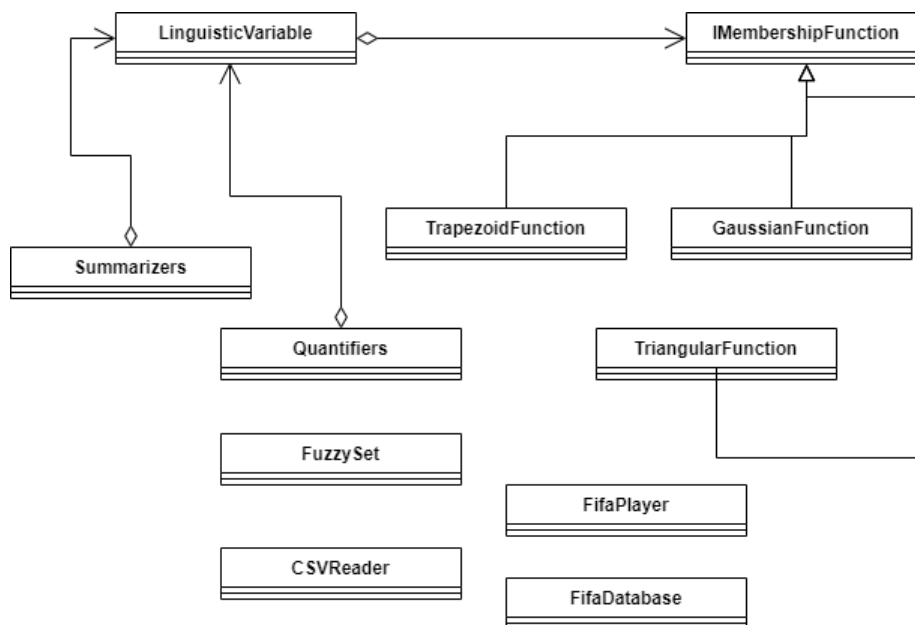 LinguisticVariable
IMembershipFunction
TrapezoidFunction
GaussianFunction
Summarizers
Quantifiers
TriangularFunction
FuzzySet
FifaPlayer
CSVReader
FifaDatabase